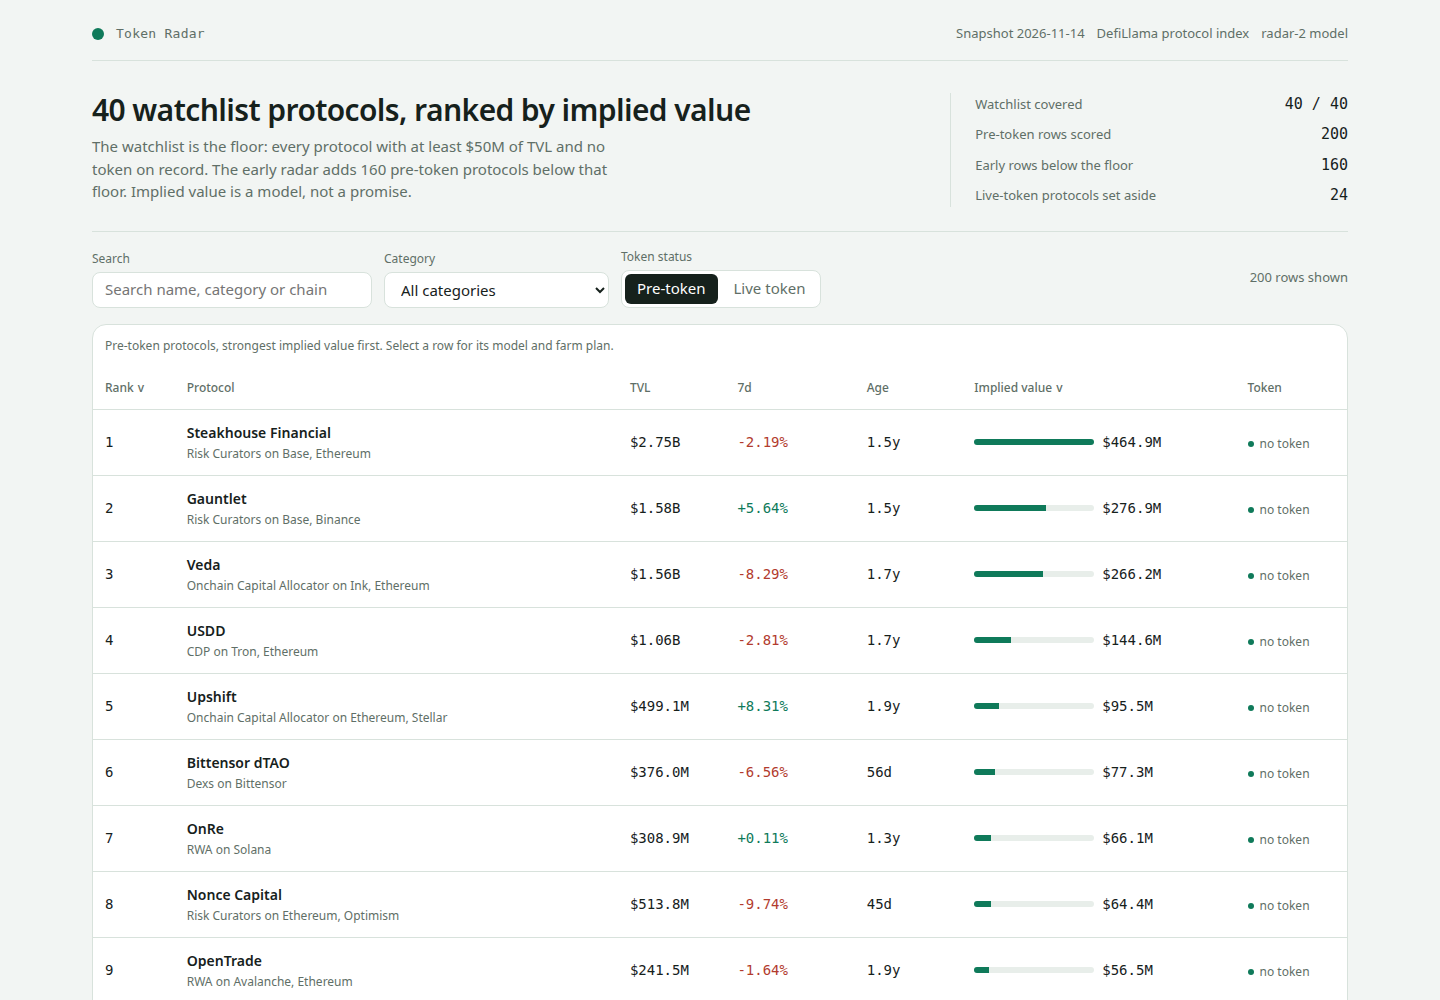 Token Radar
Snapshot 2026-11-14 DefiLlama protocol index radar-2 model
40 watchlist protocols, ranked by implied value
The watchlist is the floor: every protocol with at least $50M of TVL and no
token on record. The early radar adds 160 pre-token protocols below that
floor. Implied value is a model, not a promise.
Watchlist covered 40 / 40
Pre-token rows scored 200
Early rows below the floor 160
Live-token protocols set aside 24
Search Category Token status
Search name, category or chain All categories Pre-token Live token 200 rows shown
Pre-token protocols, strongest implied value first. Select a row for its model and farm plan.
Rank v Protocol TVL 7d Age Implied value v Token
1 Steakhouse Financial $2.75B -2.19% 1.5y $464.9M no token
Risk Curators on Base, Ethereum
2 Gauntlet $1.58B +5.64% 1.5y $276.9M no token
Risk Curators on Base, Binance
3 Veda $1.56B -8.29% 1.7y $266.2M no token
Onchain Capital Allocator on Ink, Ethereum
4 USDD $1.06B -2.81% 1.7y $144.6M no token
CDP on Tron, Ethereum
5 Upshift $499.1M +8.31% 1.9y $95.5M no token
Onchain Capital Allocator on Ethereum, Stellar
6 Bittensor dTAO $376.0M -6.56% 56d $77.3M no token
Dexs on Bittensor
7 OnRe $308.9M +0.11% 1.3y $66.1M no token
RWA on Solana
8 Nonce Capital $513.8M -9.74% 45d $64.4M no token
Risk Curators on Ethereum, Optimism
9 OpenTrade $241.5M -1.64% 1.9y $56.5M no token
RWA on Avalanche, Ethereum